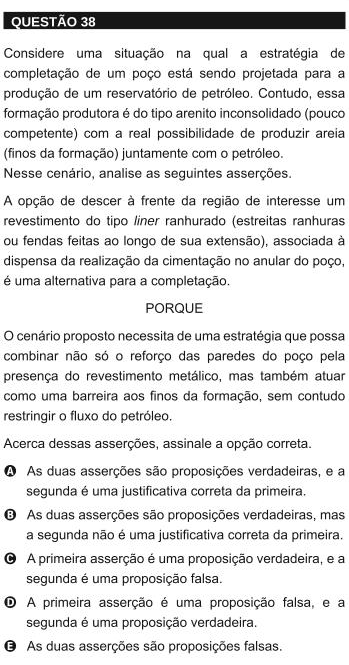 QUESTÃO 38
Considere uma situação na qual a estratégia de
completação de um poço está sendo projetada para a
produção de um reservatório de petróleo. Contudo, essa
formação produtora é do tipo arenito inconsolidado (pouco
competente) com a real possibilidade de produzir areia
(finos da formação) juntamente com o petróleo.
Nesse cenário, analise as seguintes asserções.
A opção de descer à frente da região de interesse um
revestimento do tipo liner ranhurado (estreitas ranhuras
ou fendas feitas ao longo de sua extensão), associada à
dispensa da realização da cimentação no anular do poço,
é uma alternativa para a completação.
PORQUE
O cenário proposto necessita de uma estratégia que possa
combinar não só o reforço das paredes do poço pela
presença do revestimento metálico, mas também atuar
como uma barreira aos finos da formação, sem contudo
restringir o fluxo do petróleo.
Acerca dessas asserções, assinale a opção correta.
A As duas asserções são proposições verdadeiras, e a
segunda é uma justificativa correta da primeira.
B As duas asserções são proposições verdadeiras, mas
a segunda não é uma justificativa correta da primeira.
C A primeira asserção é uma proposição verdadeira, e a
segunda é uma proposição falsa.
D A primeira asserção é uma proposição falsa, e a
segunda é uma proposição verdadeira.
E As duas asserções são proposições falsas.